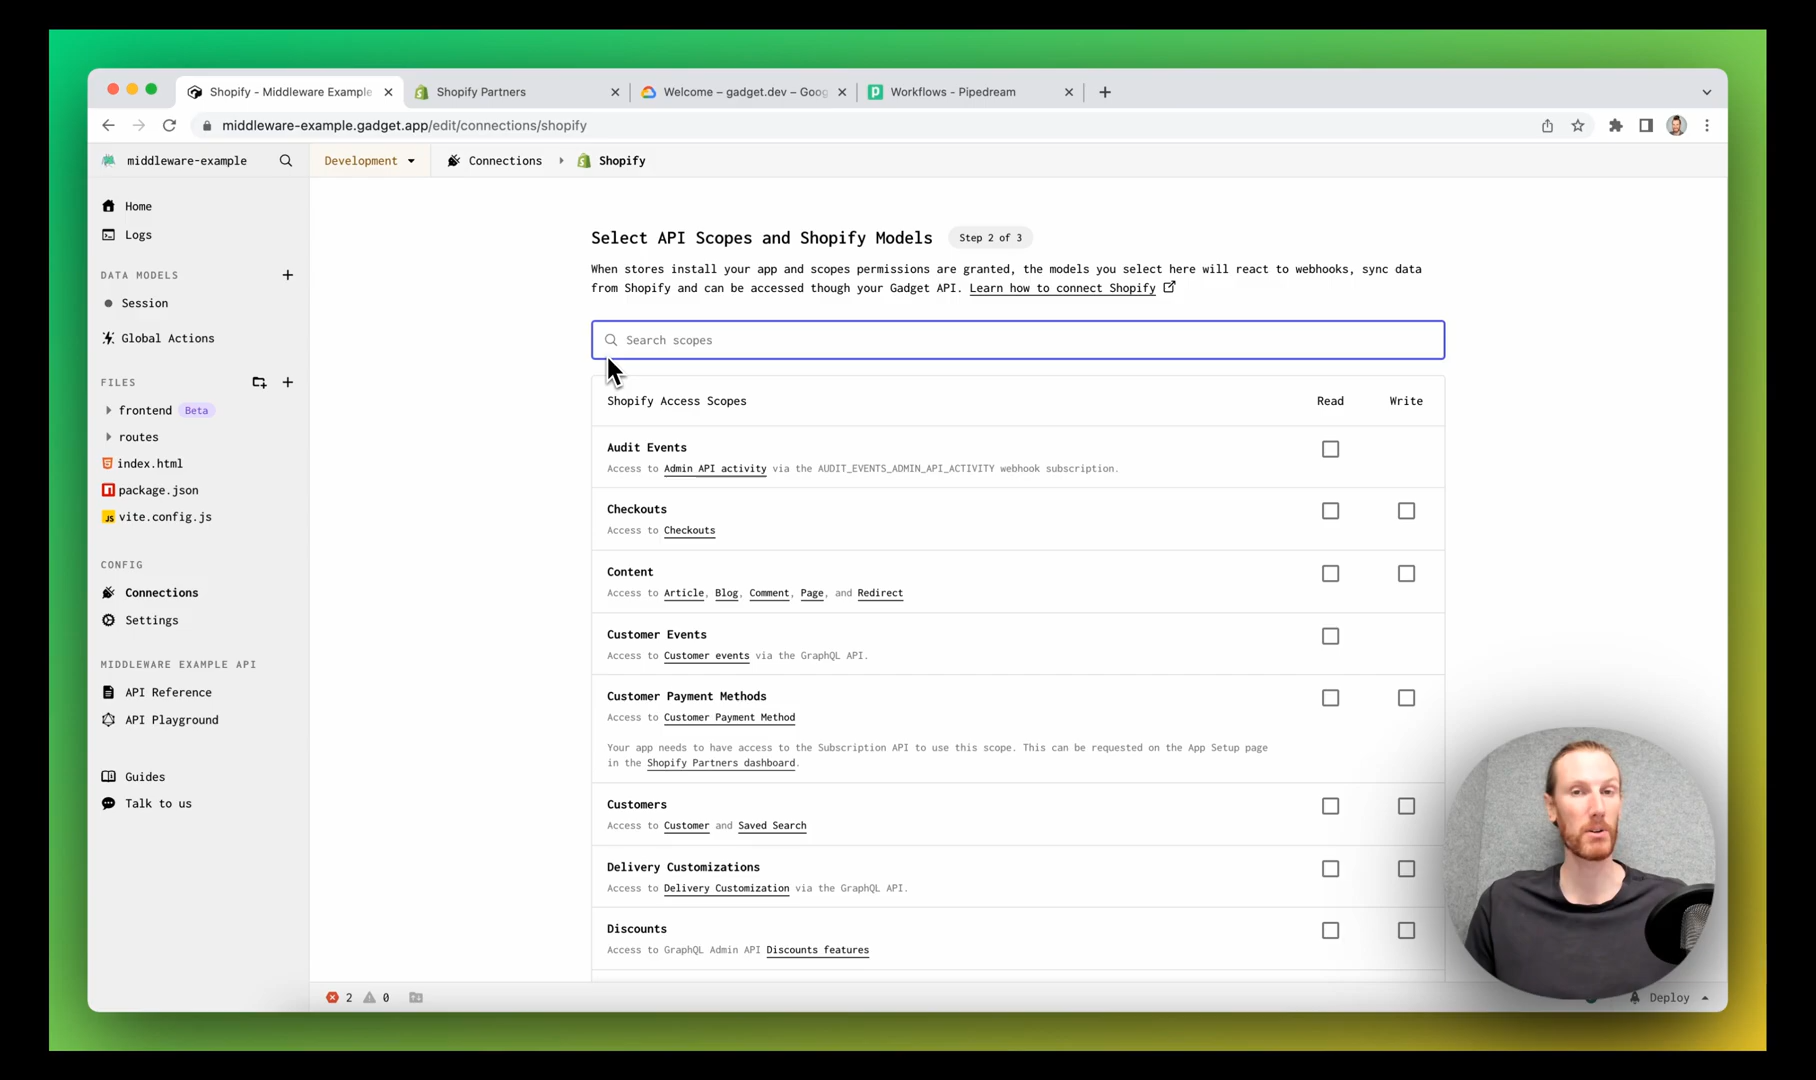 Shopify - Middleware Example
Shopify Partners
Welcome – gadget.dev – Goog
Workflows - Pipedream
middleware-example.gadget.app/edit/connections/shopify
middleware-example
Development
Connections
Shopify
Home
Logs
DATA MODELS
Session
Global Actions
FILES
frontend Beta
routes
index.html
package.json
JS vite.config.js
CONFIG
Connections
Settings
MIDDLEWARE EXAMPLE API
API Reference
API Playground
Guides
Talk to us
Select API Scopes and Shopify Models Step 2 of 3
When stores install your app and scopes permissions are granted, the models you select here will react to webhooks, sync data
from Shopify and can be accessed though your Gadget API. Learn how to connect Shopify
Search scopes
Shopify Access Scopes Read Write
Audit Events
Access to Admin API activity via the AUDIT_EVENTS_ADMIN_API_ACTIVITY webhook subscription.
Checkouts
Access to Checkouts
Content
Access to Article, Blog, Comment, Page, and Redirect
Customer Events
Access to Customer events via the GraphQL API.
Customer Payment Methods
Access to Customer Payment Method
Your app needs to have access to the Subscription API to use this scope. This can be requested on the App Setup page
in the Shopify Partners dashboard.
Customers
Access to Customer and Saved Search
Delivery Customizations
Access to Delivery Customization via the GraphQL API.
Discounts
Access to GraphQL Admin API Discounts features
2 0
Deploy